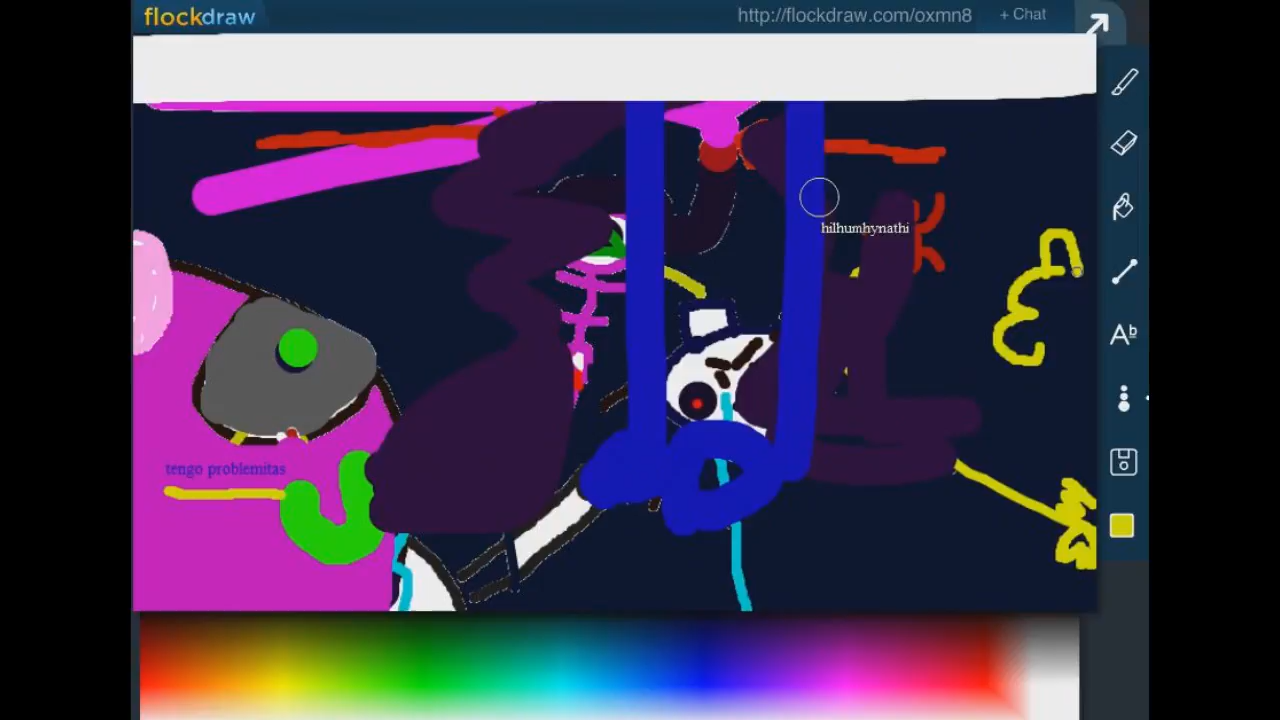 flockdraw
http://flockdraw.com/oxmn8
+ Chat
hilhumhynathi
A b
tengo problemitas